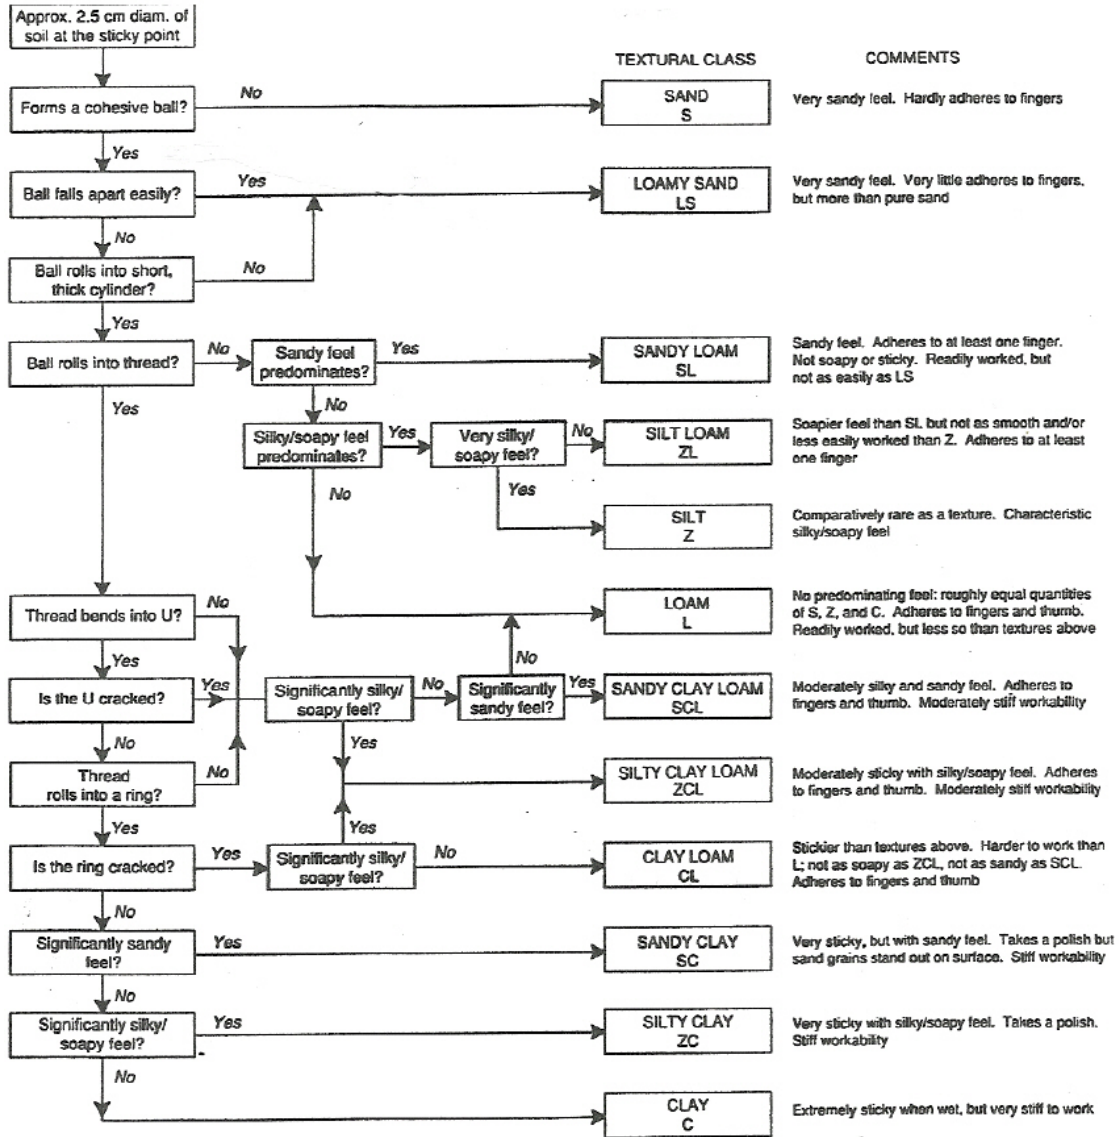 Approx. 2.5 cm diam. of
soil at the sticky point
TEXTURAL CLASS
COMMENTS
Forms a cohesive ball?
No
SAND
S
Very sandy feel. Hardly adheres to fingers
Yes
Ball falls apart easily?
Yes
LOAMY SAND
LS
Very sandy feel. Very little adheres to fingers,
but more than pure sand
No
Ball rolls into short,
thick cylinder?
No
Yes
Ball rolls into thread?
No
Sandy feel
predominates?
Yes
SANDY LOAM
SL
Sandy feel. Adheres to at least one finger.
Not soapy or sticky. Readily worked, but
not as easily as LS
Yes
No
Silky/soapy feel
predominates?
Yes
Very silky/
soapy feel?
No
SILT LOAM
ZL
Soapier feel than SL but not as smooth and/or
less easily worked than Z. Adheres to at least
one finger
No
Yes
SILT
Z
Comparatively rare as a texture. Characteristic
silky/soapy feel
Thread bends into U?
No
LOAM
L
No predominating feel: roughly equal quantities
of S, Z, and C. Adheres to fingers and thumb.
Readily worked, but less so than textures above
Yes
No
Is the U cracked?
Yes
Significantly silky/
soapy feel?
No
Significantly
sandy feel?
Yes
SANDY CLAY LOAM
SCL
Moderately silky and sandy feel. Adheres to
fingers and thumb. Moderately stiff workability
No
Yes
Thread
rolls into a ring?
No
SILTY CLAY LOAM
ZCL
Moderately sticky with silky/soapy feel. Adheres
to fingers and thumb. Moderately stiff workability
Yes
Yes
Is the ring cracked?
Yes
Significantly silky/
soapy feel?
No
CLAY LOAM
CL
Stickier than textures above. Harder to work than
L; not as soapy as ZCL, not as sandy as SCL.
Adheres to fingers and thumb
No
Significantly sandy
feel?
Yes
SANDY CLAY
SC
Very sticky, but with sandy feel. Takes a polish but
sand grains stand out on surface. Stiff workability
No
Significantly silky/
soapy feel?
Yes
SILTY CLAY
ZC
Very sticky with silky/soapy feel. Takes a polish.
Stiff workability
No
CLAY
C
Extremely sticky when wet, but very stiff to work